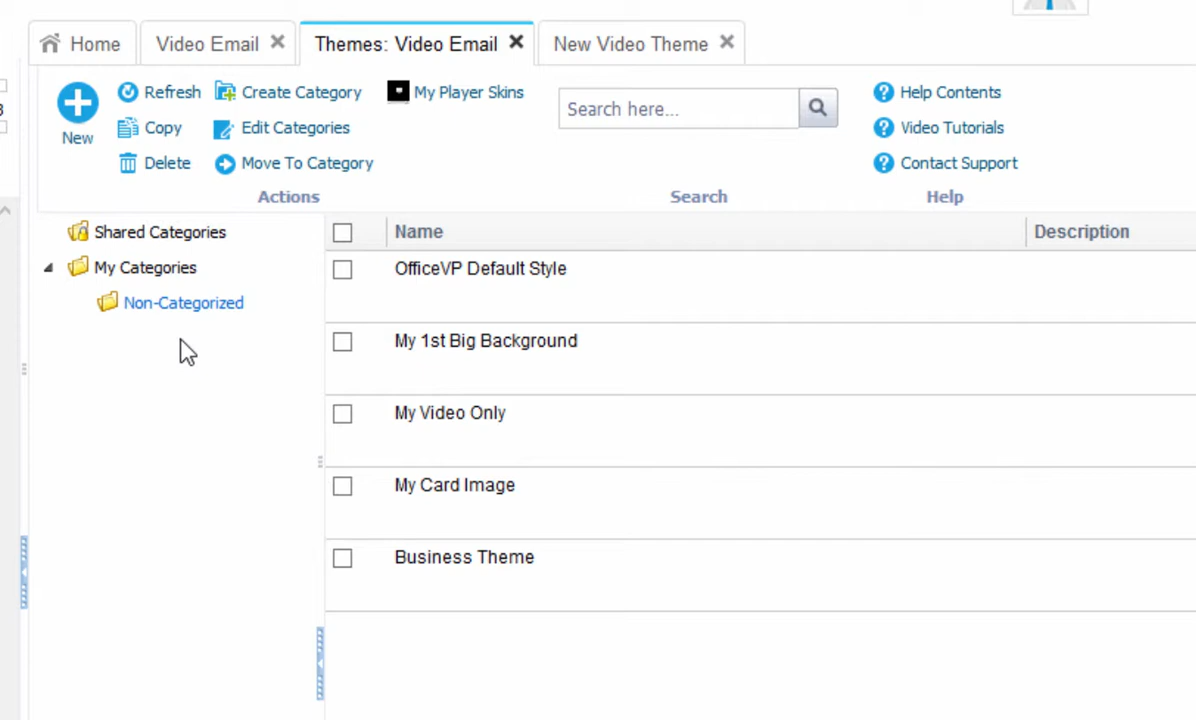 Home
Video Email
Themes: Video Email
New Video Theme
3
New
Refresh
Copy
Delete
Create Category
Edit Categories
Move To Category
My Player Skins
Actions
Search here...
Search
Help Contents
Video Tutorials
Contact Support
Help
Shared Categories
My Categories
Non-Categorized
Name
Description
OfficeVP Default Style
My 1st Big Background
My Video Only
My Card Image
Business Theme